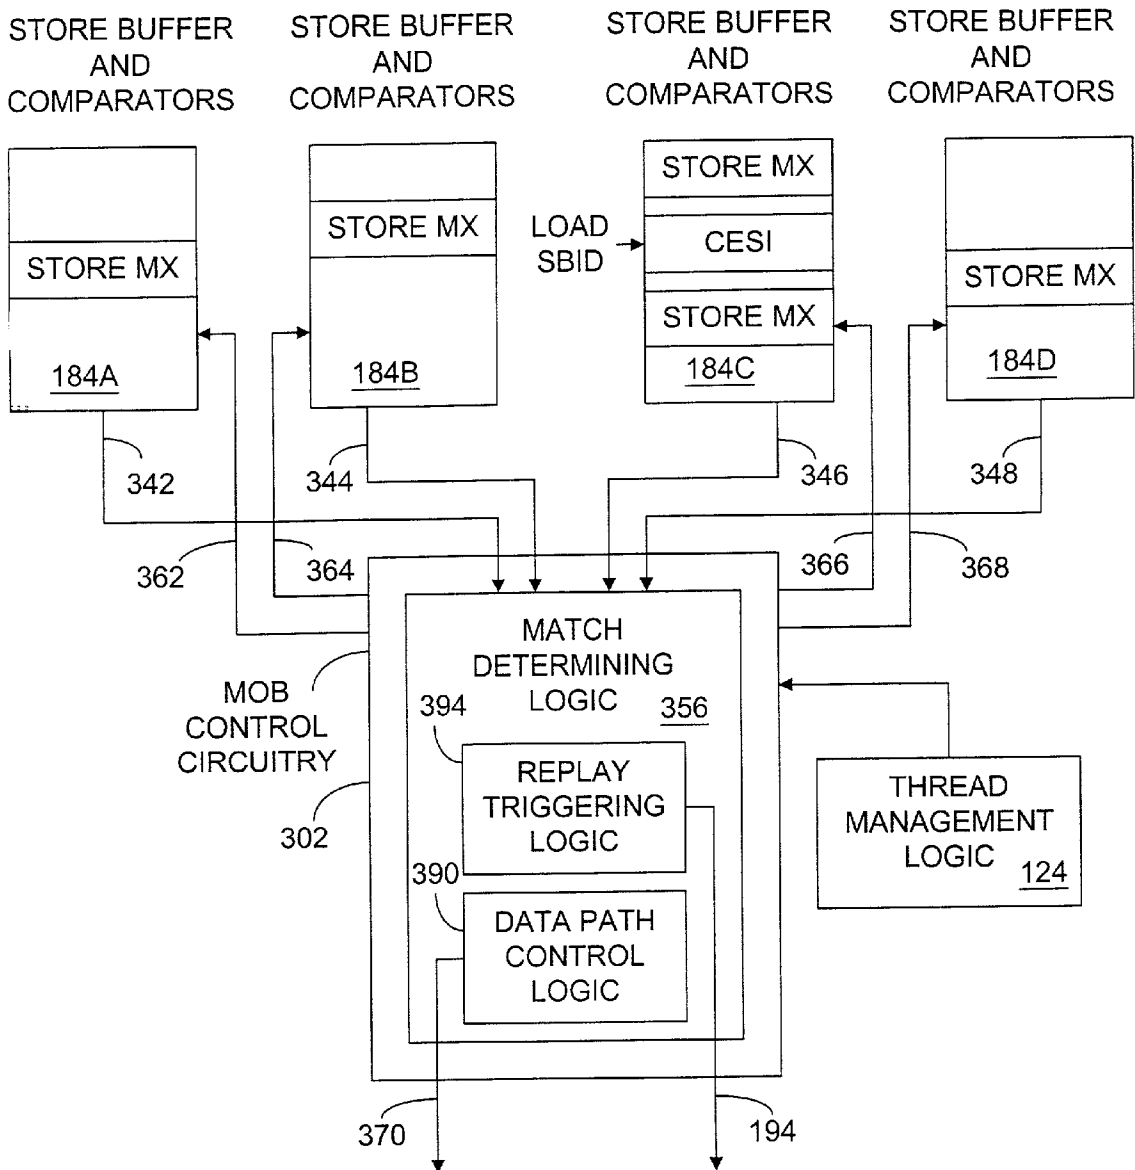 STORE BUFFER
AND
COMPARATORS
STORE BUFFER
AND
COMPARATORS
STORE BUFFER
AND
COMPARATORS
STORE BUFFER
AND
COMPARATORS
STORE MX
184A
STORE MX
184B
LOAD
SBID
STORE MX
CESI
STORE MX
184C
STORE MX
184D
342
344
346
348
362
364
366
368
MATCH
DETERMINING
LOGIC
356
MOB
CONTROL
CIRCUITRY
302
394
REPLAY
TRIGGERING
LOGIC
390
DATA PATH
CONTROL
LOGIC
THREAD
MANAGEMENT
LOGIC
124
370
194